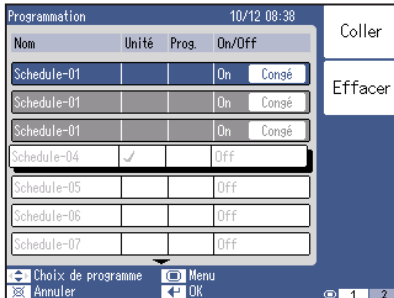 Programmation 10/12 08:38
Nom Unité Prog. On/Off
Schedule-01 On Congé
Schedule-01 On Congé
Schedule-01 On Congé
Schedule-04 Off
Schedule-05 Off
Schedule-06 Off
Schedule-07 Off
Choix de programme Menu
Annuler OK
Coller
Effacer
1 2